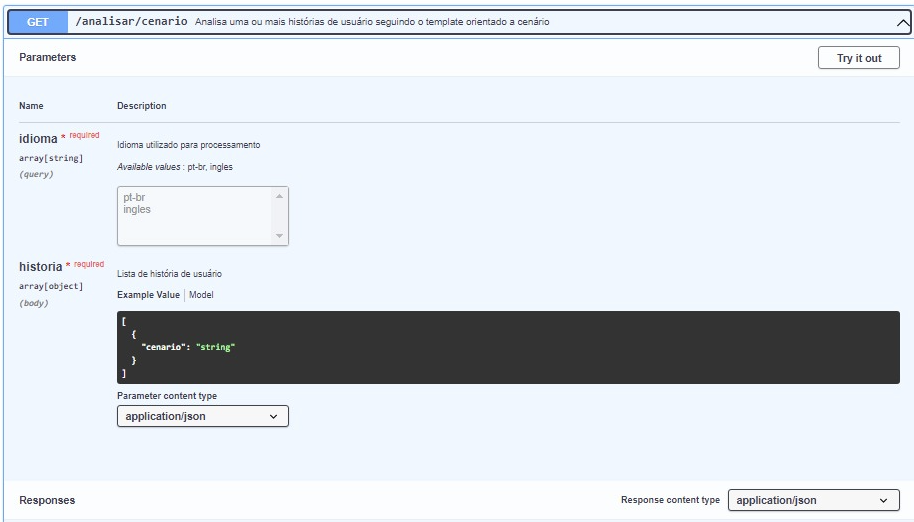 GET /analisar/cenario Analisa uma ou mais histórias de usuário seguindo o template orientado a cenário
Parameters Try it out
Name Description
idioma * required
array[string]
(query)
Idioma utilizado para processamento
Available values : pt-br, ingles
pt-br
ingles
historia * required
array[object]
(body)
Lista de história de usuário
Example Value | Model
[
{
"cenario": "string"
}
]
Parameter content type
application/json
Responses Response content type application/json